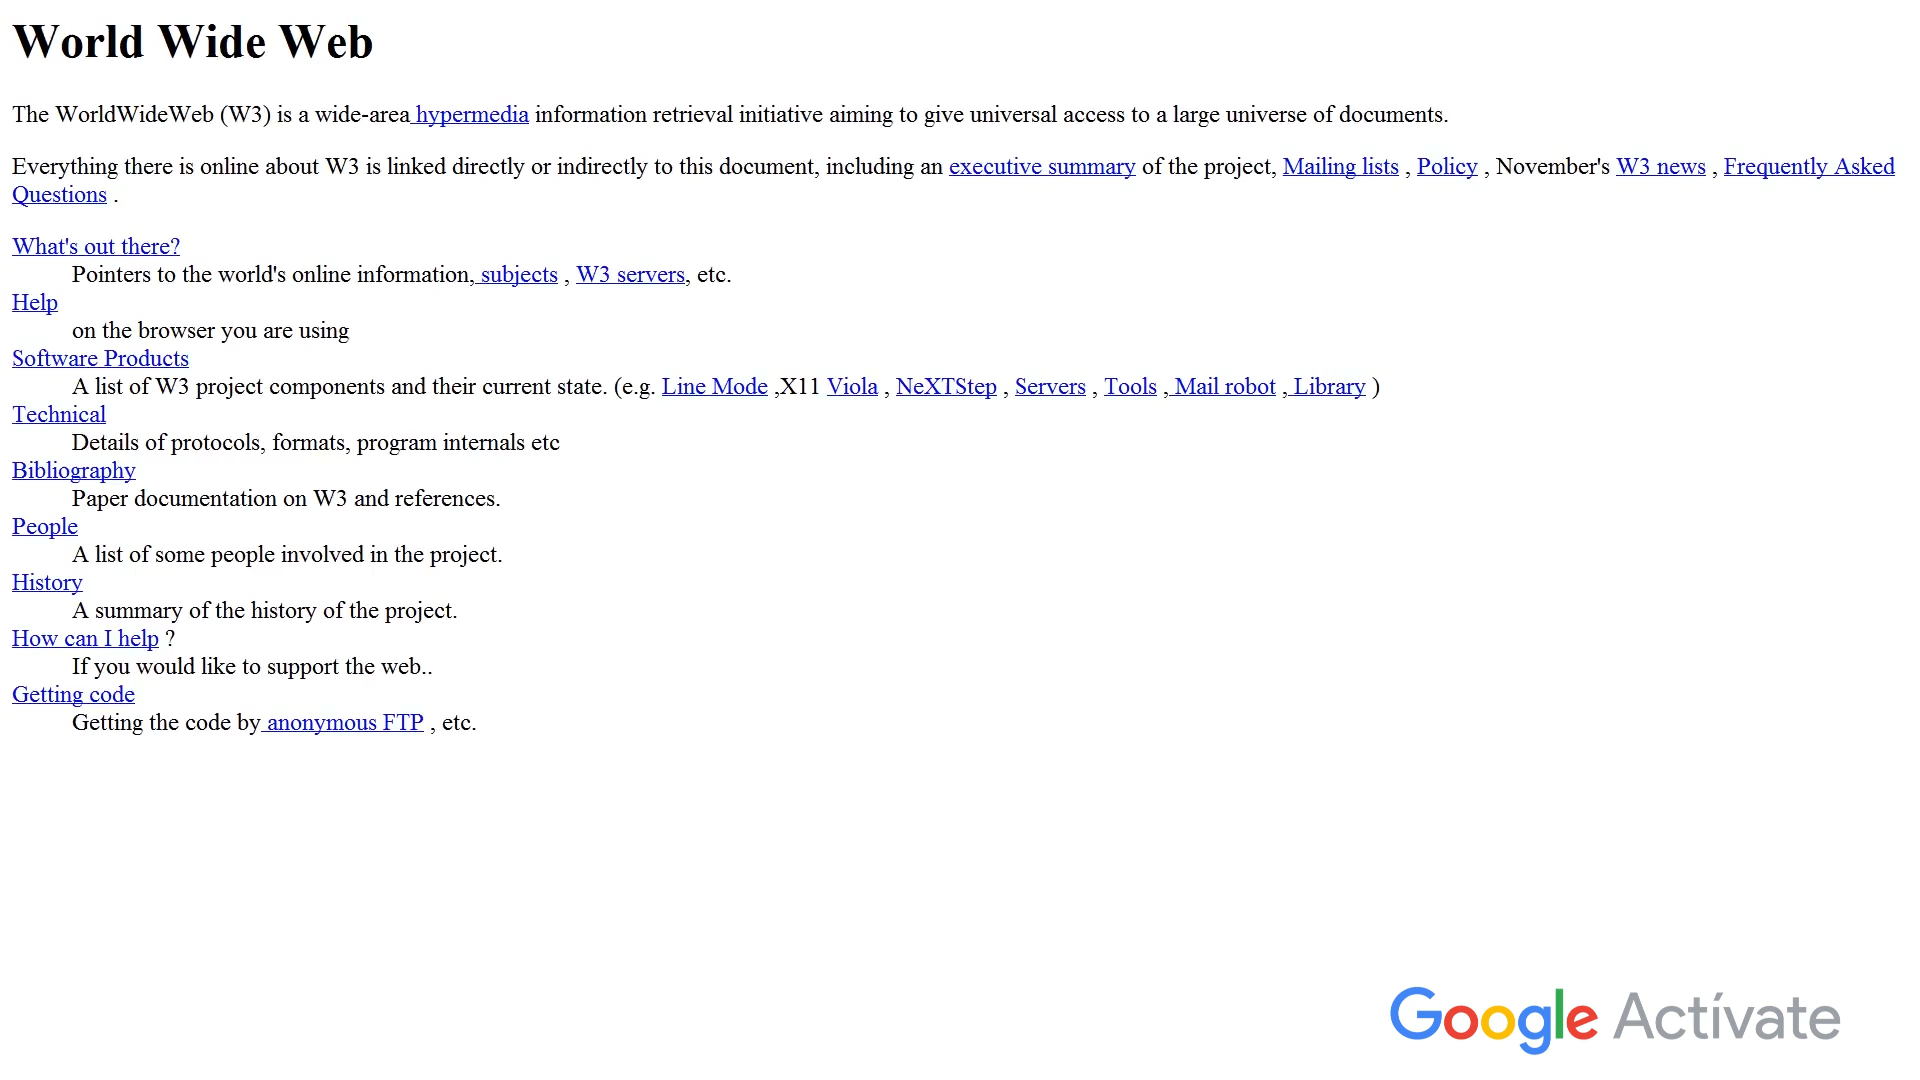 World Wide Web
The WorldWideWeb (W3) is a wide-area hypermedia information retrieval initiative aiming to give universal access to a large universe of documents.
Everything there is online about W3 is linked directly or indirectly to this document, including an executive summary of the project, Mailing lists , Policy , November's W3 news , Frequently Asked
Questions .
What's out there?
Pointers to the world's online information, subjects , W3 servers, etc.
Help
on the browser you are using
Software Products
A list of W3 project components and their current state. (e.g. Line Mode ,X11 Viola , NeXTStep , Servers , Tools , Mail robot , Library )
Technical
Details of protocols, formats, program internals etc
Bibliography
Paper documentation on W3 and references.
People
A list of some people involved in the project.
History
A summary of the history of the project.
How can I help ?
If you would like to support the web..
Getting code
Getting the code by anonymous FTP , etc.
Google Actívate